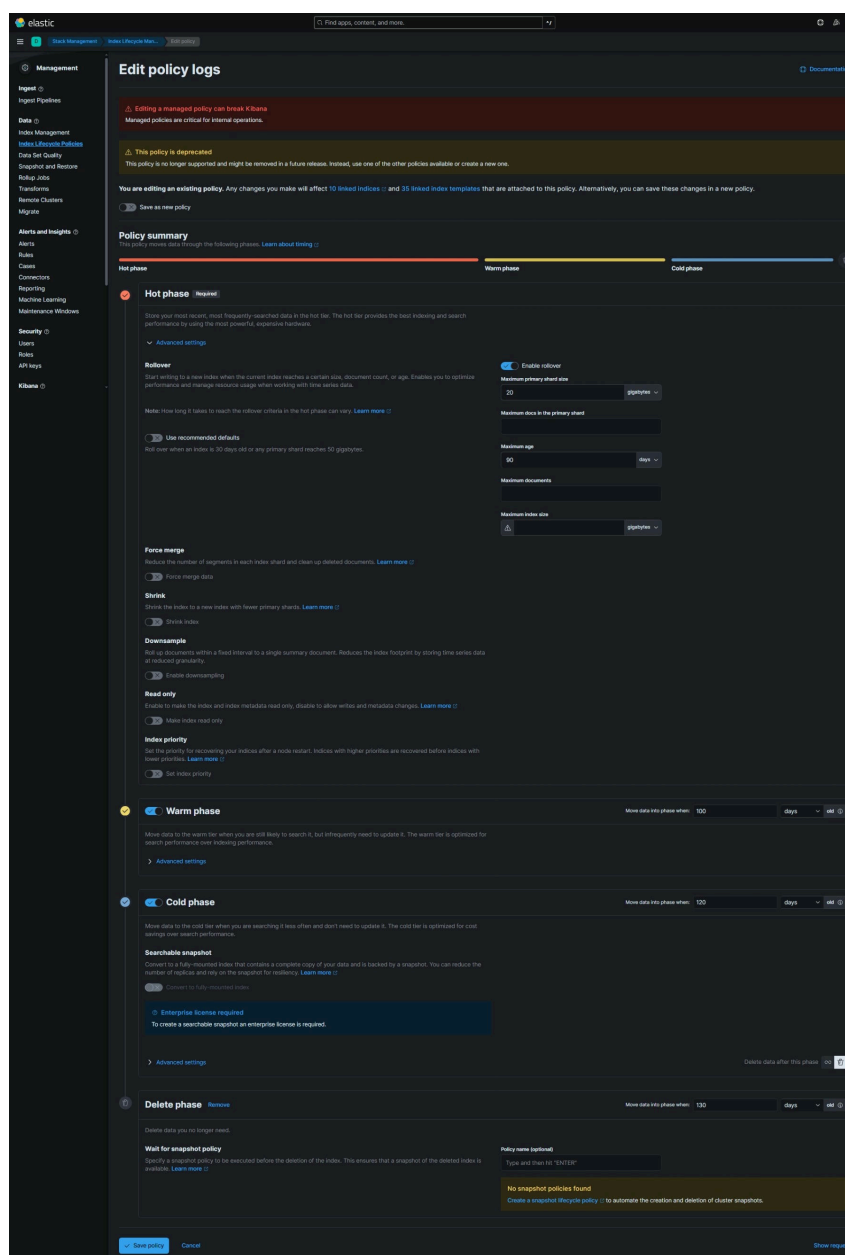 elastic
Find apps, content, and more.
D
Stack Management
Index Lifecycle Man...
Edit policy
Management
Ingest
Ingest Pipelines
Data
Index Management
Index Lifecycle Policies
Data Set Quality
Snapshot and Restore
Rollup Jobs
Transforms
Remote Clusters
Migrate
Alerts and Insights
Alerts
Rules
Cases
Connectors
Reporting
Machine Learning
Maintenance Windows
Security
Users
Roles
API keys
Kibana
Edit policy logs
Documentati
Editing a managed policy can break Kibana
Managed policies are critical for internal operations.
This policy is deprecated
This policy is no longer supported and might be removed in a future release. Instead, use one of the other policies available or create a new one.
You are editing an existing policy. Any changes you make will affect 10 linked indices and 35 linked index templates that are attached to this policy. Alternatively, you can save these changes in a new policy.
Save as new policy
Policy summary
This policy moves data through the following phases. Learn about timing
Hot phase
Warm phase
Cold phase
Hot phase Required
Store your most recent, most frequently-searched data in the hot tier. The hot tier provides the best indexing and search
performance by using the most powerful, expensive hardware.
Advanced settings
Rollover
Start writing to a new index when the current index reaches a certain size, document count, or age. Enables you to optimize
performance and manage resource usage when working with time series data.
Note: How long it takes to reach the rollover criteria in the hot phase can vary. Learn more
Use recommended defaults
Roll over when an index is 30 days old or any primary shard reaches 50 gigabytes.
Enable rollover
Maximum primary shard size
20 gigabytes
Maximum docs in the primary shard
Maximum age
90 days
Maximum documents
Maximum index size
gigabytes
Force merge
Reduce the number of segments in each index shard and clean up deleted documents. Learn more
Force merge data
Shrink
Shrink the index to a new index with fewer primary shards. Learn more
Shrink index
Downsample
Roll up documents within a fixed interval to a single summary document. Reduces the index footprint by storing time series data
at reduced granularity.
Enable downsampling
Read only
Enable to make the index and index metadata read only, disable to allow writes and metadata changes. Learn more
Make index read only
Index priority
Set the priority for recovering your indices after a node restart. Indices with higher priorities are recovered before indices with
lower priorities. Learn more
Set index priority
Warm phase
Move data into phase when: 100 days old
Move data to the warm tier when you are still likely to search it, but infrequently need to update it. The warm tier is optimized for
search performance over indexing performance.
Advanced settings
Cold phase
Move data into phase when: 120 days old
Move data to the cold tier when you are searching it less often and don't need to update it. The cold tier is optimized for cost
savings over search performance.
Searchable snapshot
Convert to a fully-mounted index that contains a complete copy of your data and is backed by a snapshot. You can reduce the
number of replicas and rely on the snapshot for resiliency. Learn more
Convert to fully-mounted index
Enterprise license required
To create a searchable snapshot an enterprise license is required.
Advanced settings
Delete data after this phase
Delete phase Remove
Move data into phase when: 130 days old
Delete data you no longer need.
Wait for snapshot policy
Specify a snapshot policy to be executed before the deletion of the index. This ensures that a snapshot of the deleted index is
available. Learn more
Policy name (optional)
Type and then hit "ENTER"
No snapshot policies found
Create a snapshot lifecycle policy to automate the creation and deletion of cluster snapshots.
Save policy
Cancel
Show reque